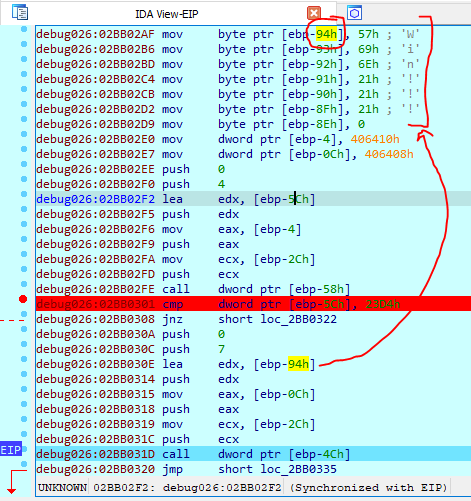 IDA View-EIP
debug026:02BB02AF mov byte ptr [ebp-94h], 57h ; 'W'
debug026:02BB02B6 mov byte ptr [ebp-93h], 69h ; 'i'
debug026:02BB02BD mov byte ptr [ebp-92h], 6Eh ; 'n'
debug026:02BB02C4 mov byte ptr [ebp-91h], 21h ; '!'
debug026:02BB02CB mov byte ptr [ebp-90h], 21h ; '!'
debug026:02BB02D2 mov byte ptr [ebp-8Fh], 21h ; '!'
debug026:02BB02D9 mov byte ptr [ebp-8Eh], 0
debug026:02BB02E0 mov dword ptr [ebp-4], 406410h
debug026:02BB02E7 mov dword ptr [ebp-0Ch], 406408h
debug026:02BB02EE push 0
debug026:02BB02F0 push 4
debug026:02BB02F2 lea edx, [ebp-5Ch]
debug026:02BB02F5 push edx
debug026:02BB02F6 mov eax, [ebp-4]
debug026:02BB02F9 push eax
debug026:02BB02FA mov ecx, [ebp-2Ch]
debug026:02BB02FD push ecx
debug026:02BB02FE call dword ptr [ebp-58h]
debug026:02BB0301 cmp dword ptr [ebp-5Ch], 23D4h
debug026:02BB0308 jnz short loc_2BB0322
debug026:02BB030A push 0
debug026:02BB030C push 7
debug026:02BB030E lea edx, [ebp-94h]
debug026:02BB0314 push edx
debug026:02BB0315 mov eax, [ebp-0Ch]
debug026:02BB0318 push eax
debug026:02BB0319 mov ecx, [ebp-2Ch]
debug026:02BB031C push ecx
EIP debug026:02BB031D call dword ptr [ebp-4Ch]
debug026:02BB0320 jmp short loc_2BB0335
UNKNOWN 02BB02F2: debug026:02BB02F2 (Synchronized with EIP)